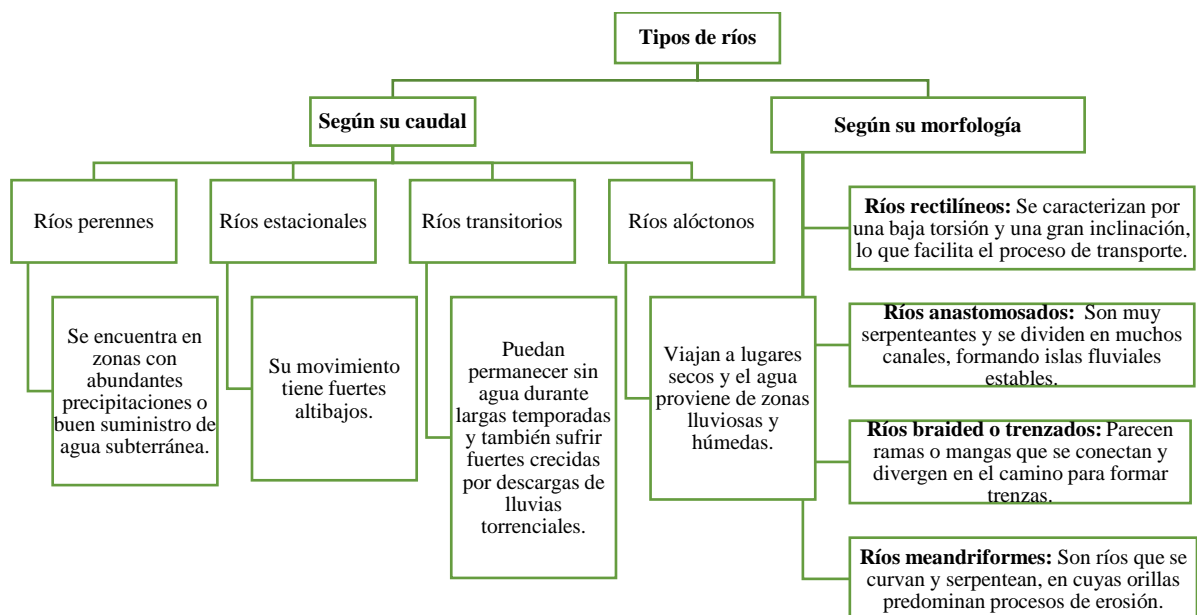 Tipos de ríos
Según su caudal
Según su morfología
Ríos perennes
Ríos estacionales
Ríos transitorios
Ríos alóctonos
Se encuentra en
zonas con
abundantes
precipitaciones o
buen suministro de
agua subterránea.
Su movimiento
tiene fuertes
altibajos.
Puedan
permanecer sin
agua durante
largas temporadas
y también sufrir
fuertes crecidas
por descargas de
lluvias
torrenciales.
Viajan a lugares
secos y el agua
proviene de zonas
lluviosas y
húmedas.
Ríos rectilíneos: Se caracterizan por
una baja torsión y una gran inclinación,
lo que facilita el proceso de transporte.
Ríos anastomosados: Son muy
serpenteantes y se dividen en muchos
canales, formando islas fluviales
estables.
Ríos braided o trenzados: Parecen
ramas o mangas que se conectan y
divergen en el camino para formar
trenzas.
Ríos meandriformes: Son ríos que se
curvan y serpentean, en cuyas orillas
predominan procesos de erosión.